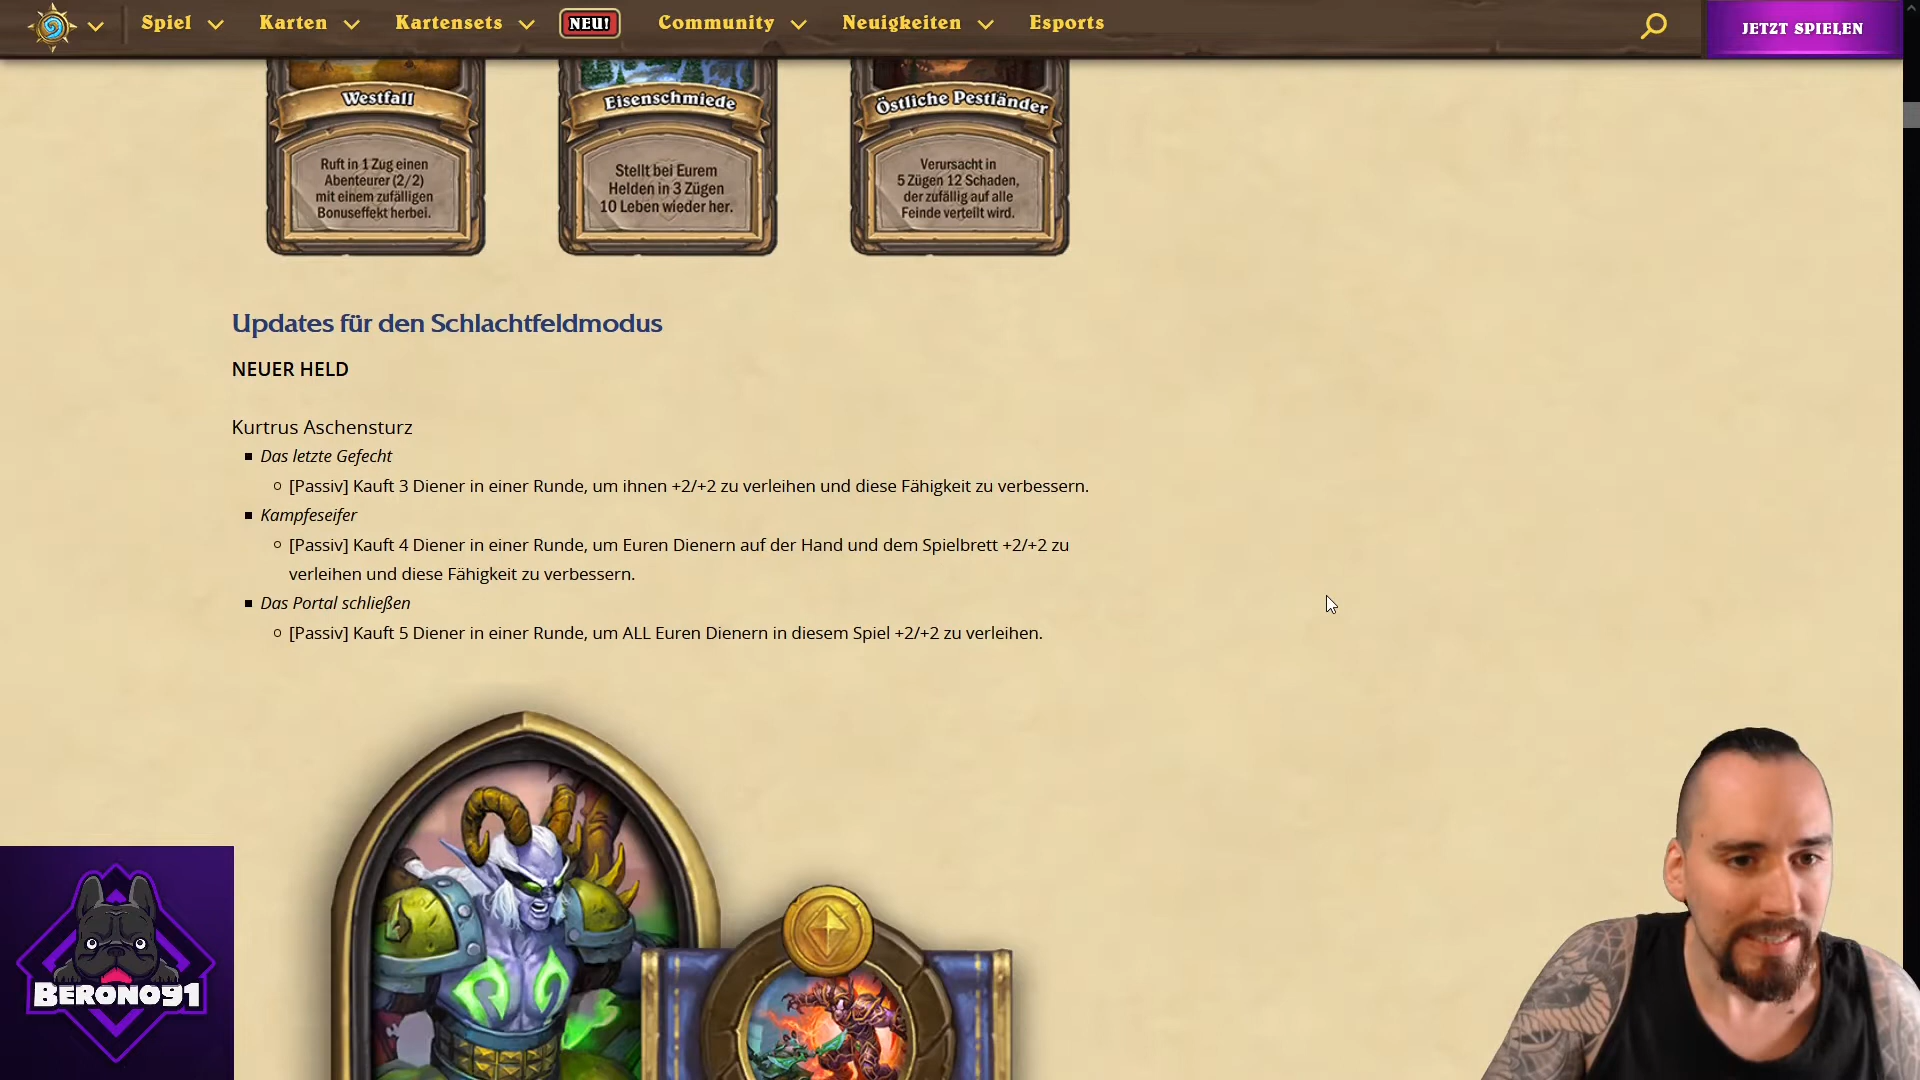 Spiel
Karten
Kartensets
NEU!
Community
Neuigkeiten
Esports
JETZT SPIELEN
Westfall
Ruft in 1 Zug einen
Abenteurer (2/2)
mit einem zufälligen
Bonuseffekt herbei.
Eisenschmiede
Stellt bei Eurem
Helden in 3 Zügen
10 Leben wieder her.
Östliche Pestländer
Verursacht in
5 Zügen 12 Schaden,
der zufällig auf alle
Feinde verteilt wird.
Updates für den Schlachtfeldmodus
NEUER HELD
Kurtrus Aschensturz
Das letzte Gefecht
[Passiv] Kauft 3 Diener in einer Runde, um ihnen +2/+2 zu verleihen und diese Fähigkeit zu verbessern.
Kampfeseifer
[Passiv] Kauft 4 Diener in einer Runde, um Euren Dienern auf der Hand und dem Spielbrett +2/+2 zu
verleihen und diese Fähigkeit zu verbessern.
Das Portal schließen
[Passiv] Kauft 5 Diener in einer Runde, um ALL Euren Dienern in diesem Spiel +2/+2 zu verleihen.
BERONO91